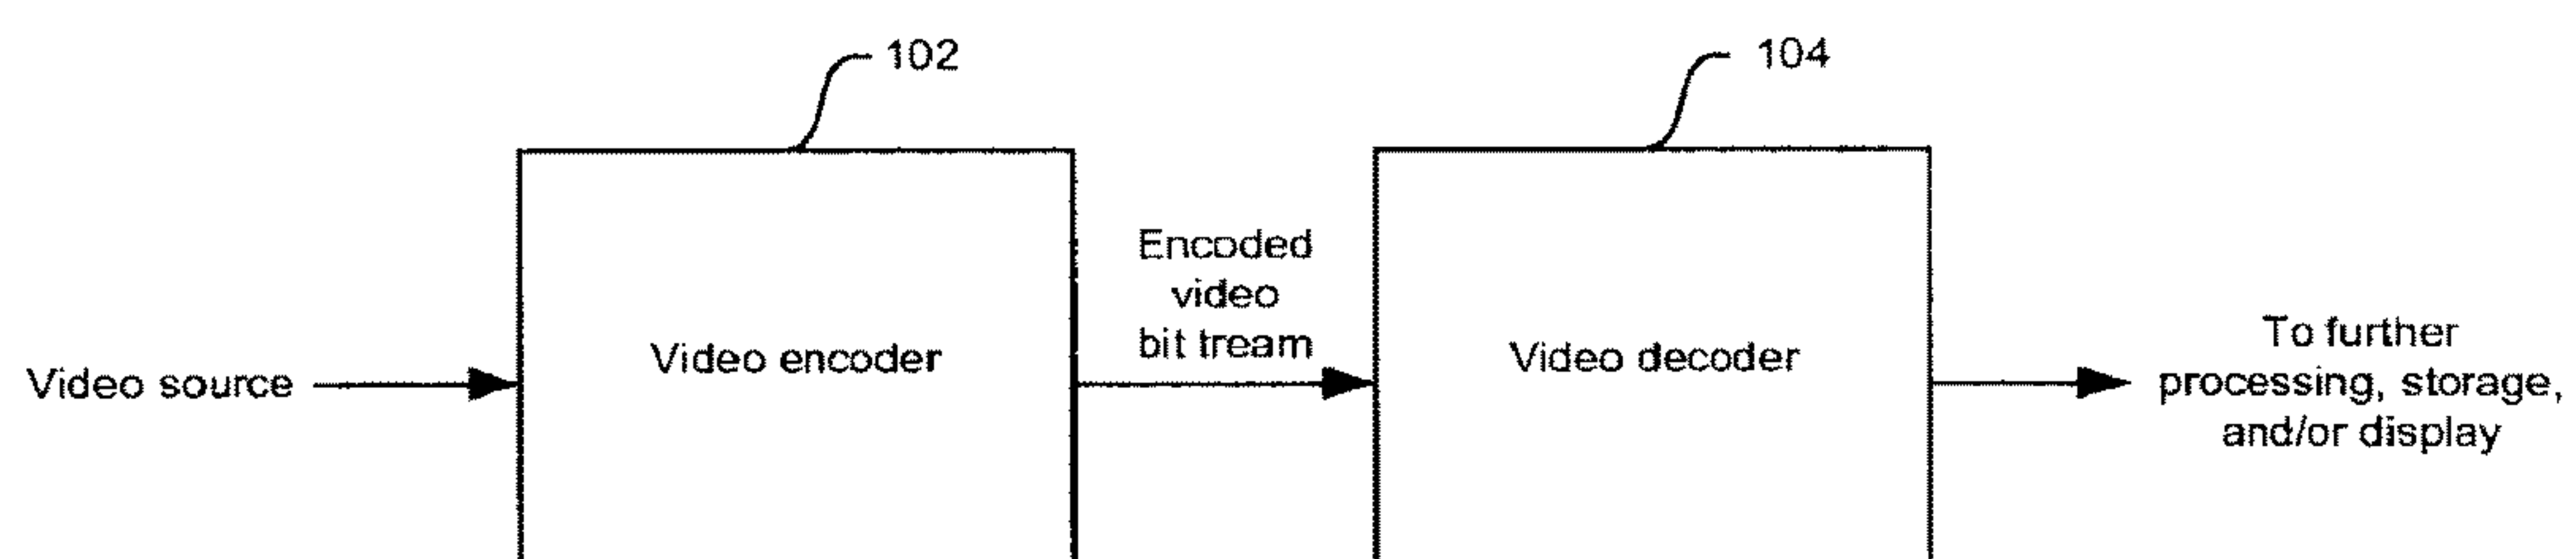 102
104
Video source
Video encoder
Encoded
video
bit tream
Video decoder
To further
processing, storage,
and/or display